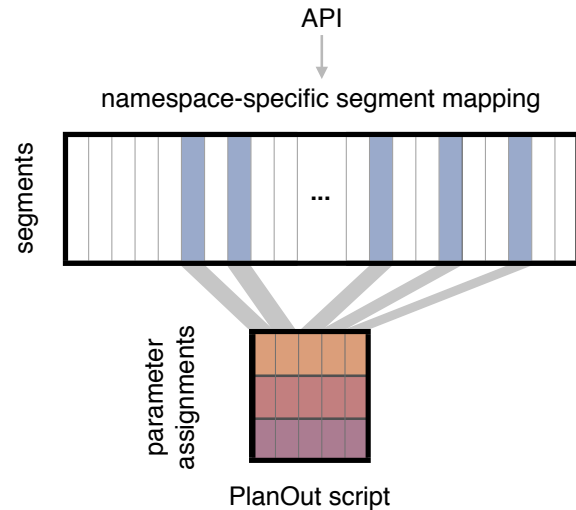 API
namespace-specific segment mapping
segments
...
parameter
assignments
PlanOut script